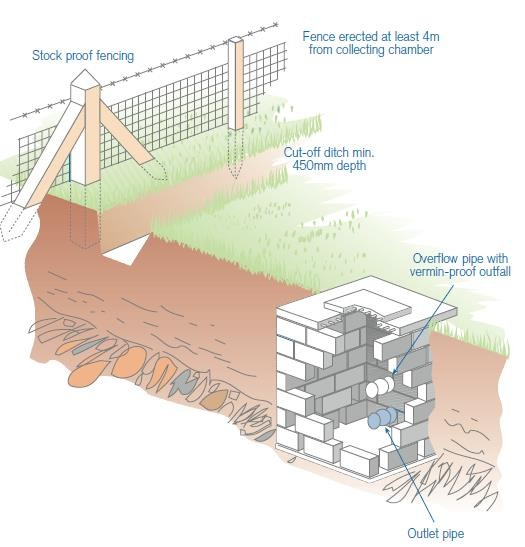 Stock proof fencing
Fence erected at least 4m
from collecting chamber
Cut-off ditch min.
450mm depth
Overflow pipe with
vermin-proof outfall
Outlet pipe